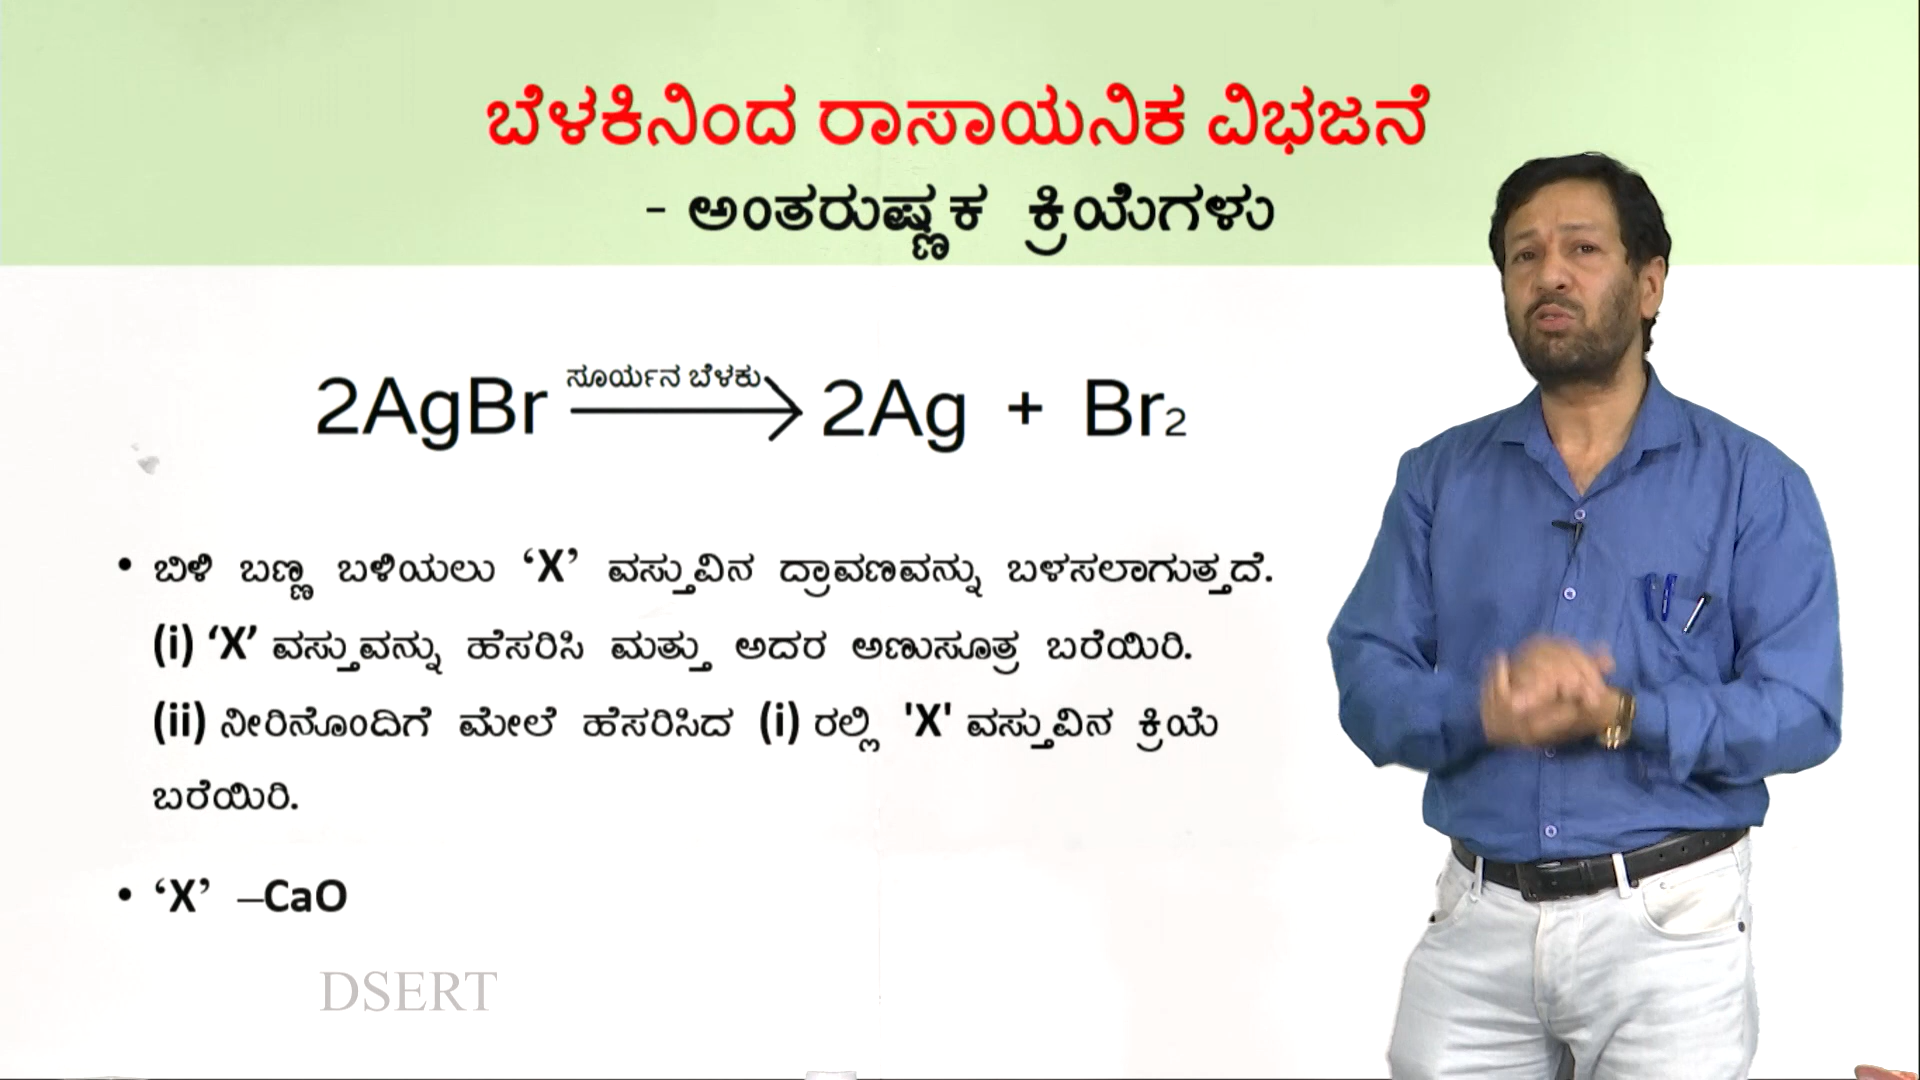 ಬೆಳಕಿನಿಂದ ರಾಸಾಯನಿಕ ವಿಭಜನೆ
- ಅಂತರುಷ್ಣಕ ಕ್ರಿಯೆಗಳು
ಸೂರ್ಯನ ಬೆಳಕು
2AgBr → 2Ag + Br₂
• ಬಿಳಿ ಬಣ್ಣ ಬಳಿಯಲು ‘X’ ವಸ್ತುವಿನ ದ್ರಾವಣವನ್ನು ಬಳಸಲಾಗುತ್ತದೆ.
(i) ‘X’ ವಸ್ತುವನ್ನು ಹೆಸರಿಸಿ ಮತ್ತು ಅದರ ಅಣುಸೂತ್ರ ಬರೆಯಿರಿ.
(ii) ನೀರಿನೊಂದಿಗೆ ಮೇಲೆ ಹೆಸರಿಸಿದ (i) ರಲ್ಲಿ 'X' ವಸ್ತುವಿನ ಕ್ರಿಯೆ
ಬರೆಯಿರಿ.
• ‘X’ –CaO
DSERT